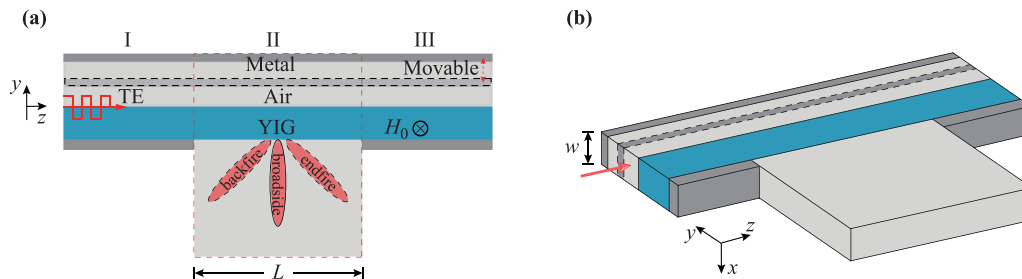 (a)
I II III
Metal
Movable
y
z
TE
Air
YIG
H₀ ⊗
backfire
broadside
endfire
L
(b)
w
y
z
x